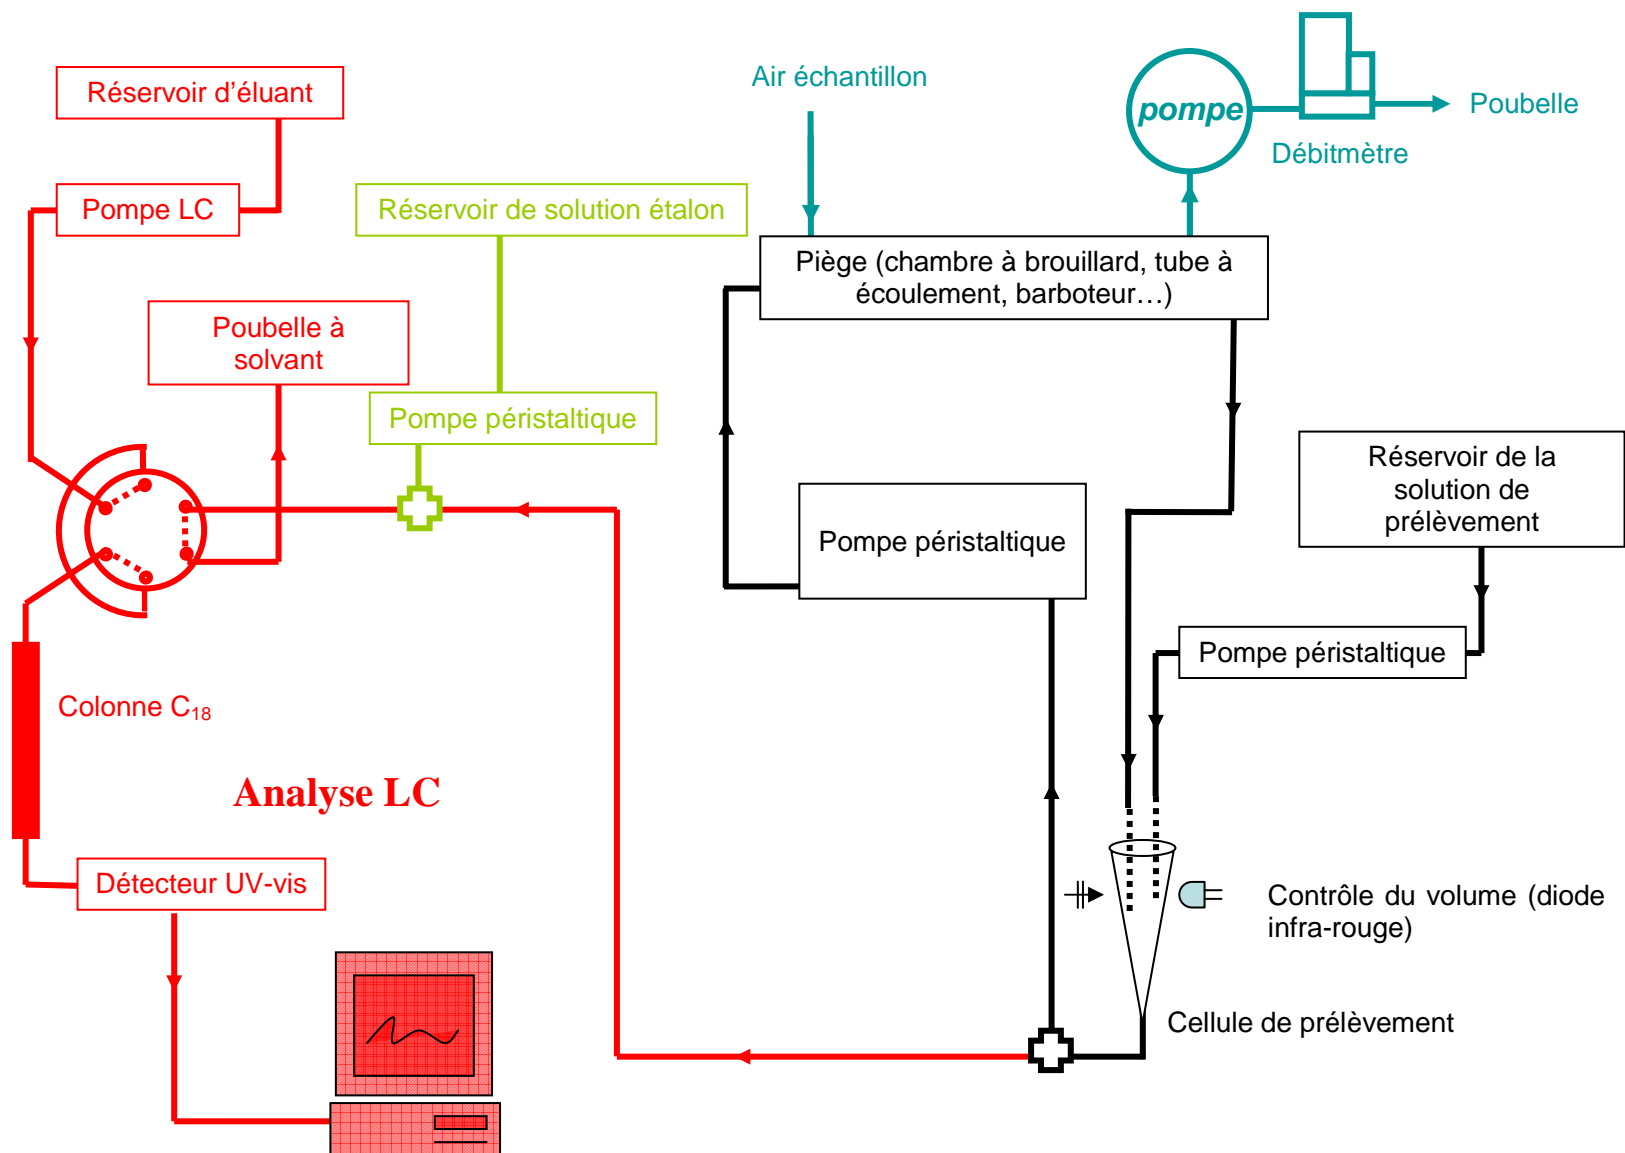 Réservoir d'éluant
Air échantillon
pompe
Poubelle
Débitmètre
Pompe LC
Réservoir de solution étalon
Piège (chambre à brouillard, tube à
écoulement, barboteur…)
Poubelle à
solvant
Pompe péristaltique
Réservoir de la
solution de
prélèvement
Pompe péristaltique
Pompe péristaltique
Colonne C18
Analyse LC
Détecteur UV-vis
Contrôle du volume (diode
infra-rouge)
Cellule de prélèvement